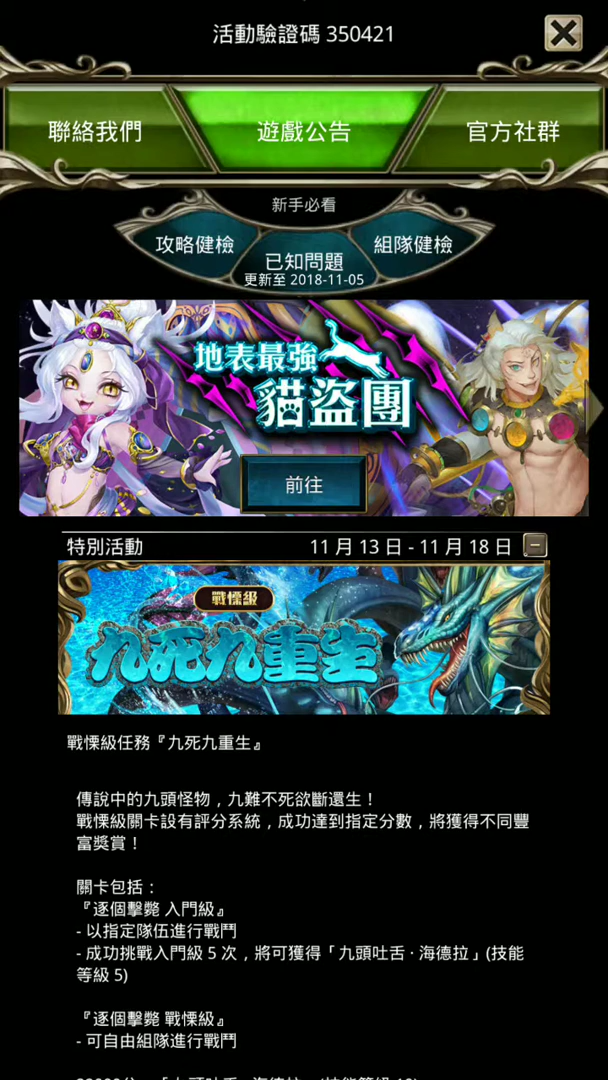 活動驗證碼 350421
聯絡我們
遊戲公告
官方社群
新手必看
攻略健檢
已知問題
更新至 2018-11-05
組隊健檢
地表最強
貓盜團
前往
特別活動
11 月 13 日 - 11 月 18 日
戰慄級
九死九重生
戰慄級任務『九死九重生』
傳說中的九頭怪物，九難不死欲斷還生！
戰慄級關卡設有評分系統，成功達到指定分數，將獲得不同豐
富獎賞！
關卡包括：
『逐個擊斃 入門級』
- 以指定隊伍進行戰鬥
- 成功挑戰入門級 5 次，將可獲得「九頭吐舌 ‧ 海德拉」(技能
等級 5)
『逐個擊斃 戰慄級』
- 可自由組隊進行戰鬥